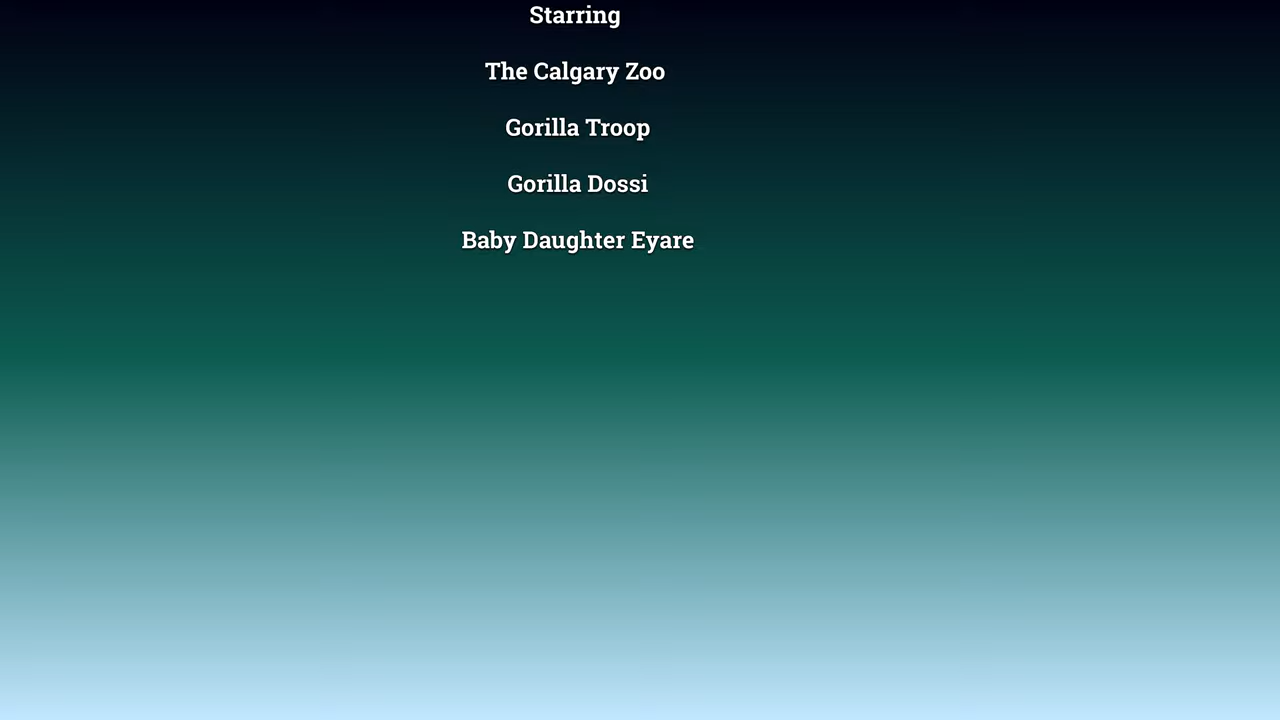 Starring
The Calgary Zoo
Gorilla Troop
Gorilla Dossi
Baby Daughter Eyare